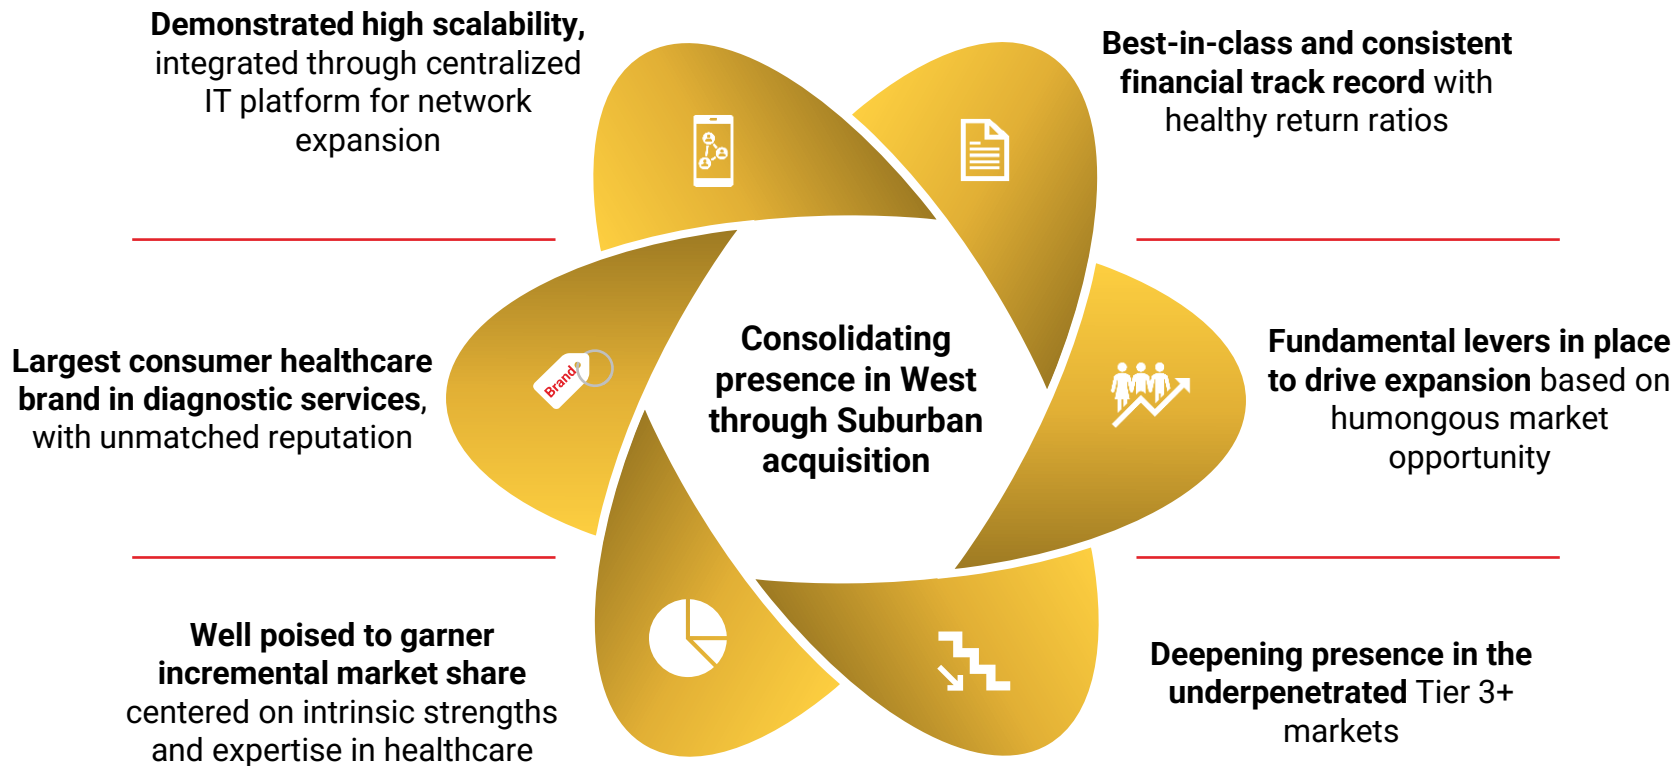 Demonstrated high scalability,
integrated through centralized
IT platform for network
expansion
Best-in-class and consistent
financial track record with
healthy return ratios
Largest consumer healthcare
brand in diagnostic services,
with unmatched reputation
Brand
Consolidating
presence in West
through Suburban
acquisition
Fundamental levers in place
to drive expansion based on
humongous market
opportunity
Well poised to garner
incremental market share
centered on intrinsic strengths
and expertise in healthcare
Deepening presence in the
underpenetrated Tier 3+
markets